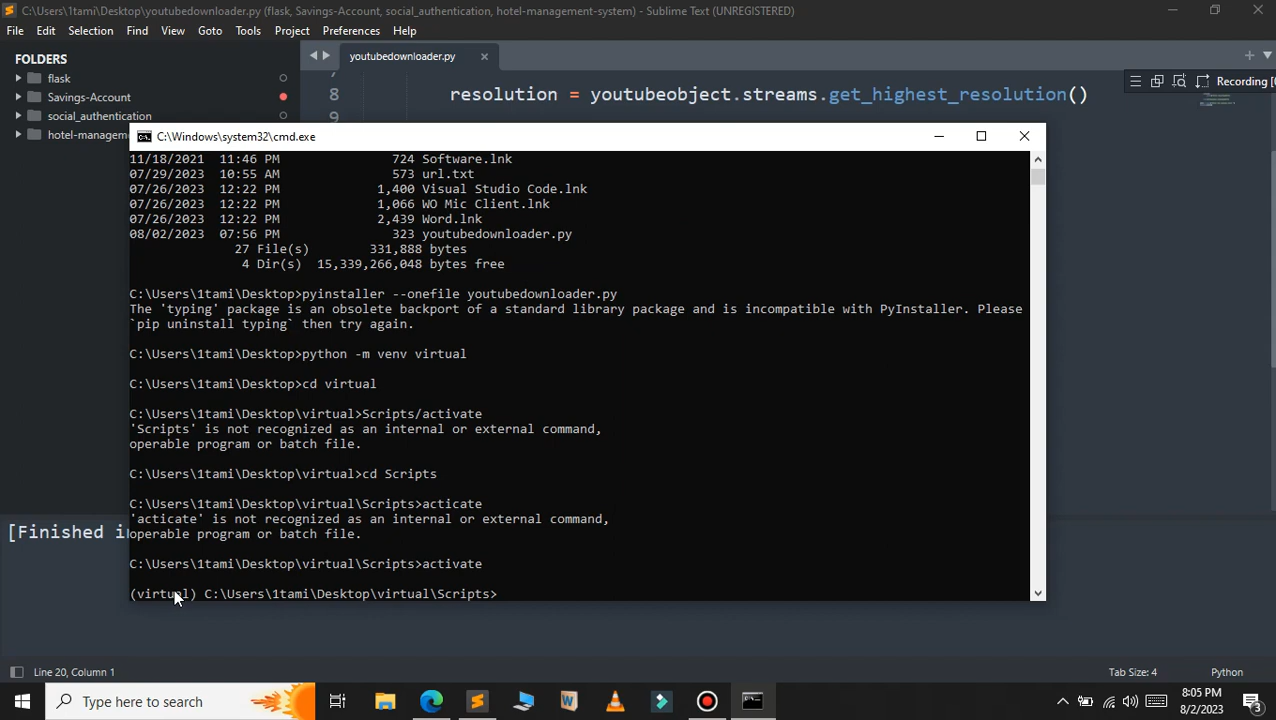 C:\Users\1tami\Desktop\youtubedownloader.py (flask, Savings-Account, social_authentication, hotel-management-system) - Sublime Text (UNREGISTERED)
File Edit Selection Find View Goto Tools Project Preferences Help
FOLDERS
flask
Savings-Account
social_authentication
hotel-managem
youtubedownloader.py
7
8 resolution = youtubeobject.streams.get_highest_resolution()
9
Recording [
C:\Windows\system32\cmd.exe
11/18/2021 11:46 PM 724 Software.lnk
07/29/2023 10:55 AM 573 url.txt
07/26/2023 12:22 PM 1,400 Visual Studio Code.lnk
07/26/2023 12:22 PM 1,066 WO Mic Client.lnk
07/26/2023 12:22 PM 2,439 Word.lnk
08/02/2023 07:56 PM 323 youtubedownloader.py
27 File(s) 331,888 bytes
4 Dir(s) 15,339,266,048 bytes free
C:\Users\1tami\Desktop>pyinstaller --onefile youtubedownloader.py
The 'typing' package is an obsolete backport of a standard library package and is incompatible with PyInstaller. Please
`pip uninstall typing` then try again.
C:\Users\1tami\Desktop>python -m venv virtual
C:\Users\1tami\Desktop>cd virtual
C:\Users\1tami\Desktop\virtual>Scripts/activate
'Scripts' is not recognized as an internal or external command,
operable program or batch file.
C:\Users\1tami\Desktop\virtual>cd Scripts
C:\Users\1tami\Desktop\virtual\Scripts>acticate
'acticate' is not recognized as an internal or external command,
operable program or batch file.
C:\Users\1tami\Desktop\virtual\Scripts>activate
(virtual) C:\Users\1tami\Desktop\virtual\Scripts>
[Finished in
Line 20, Column 1
Tab Size: 4
Python
Type here to search
8:05 PM
8/2/2023
3